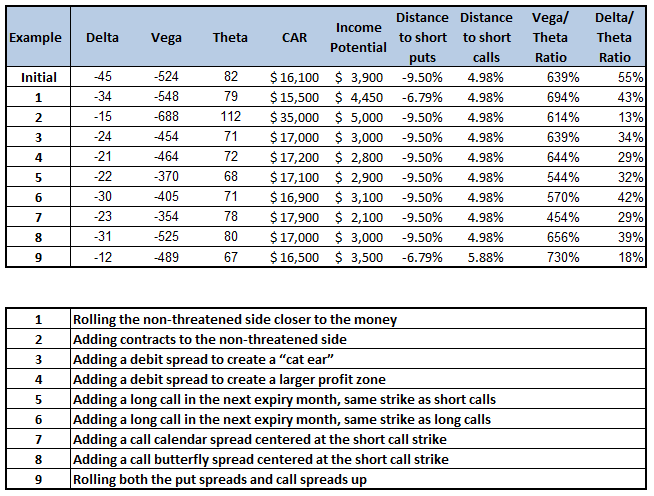 Example Delta Vega Theta CAR Income Potential Distance to short puts Distance to short calls Vega/ Theta Ratio Delta/ Theta Ratio
Initial -45 -524 82 $ 16,100 $ 3,900 -9.50% 4.98% 639% 55%
1 -34 -548 79 $ 15,500 $ 4,450 -6.79% 4.98% 694% 43%
2 -15 -688 112 $ 35,000 $ 5,000 -9.50% 4.98% 614% 13%
3 -24 -454 71 $ 17,000 $ 3,000 -9.50% 4.98% 639% 34%
4 -21 -464 72 $ 17,200 $ 2,800 -9.50% 4.98% 644% 29%
5 -22 -370 68 $ 17,100 $ 2,900 -9.50% 4.98% 544% 32%
6 -30 -405 71 $ 16,900 $ 3,100 -9.50% 4.98% 570% 42%
7 -23 -354 78 $ 17,900 $ 2,100 -9.50% 4.98% 454% 29%
8 -31 -525 80 $ 17,000 $ 3,000 -9.50% 4.98% 656% 39%
9 -12 -489 67 $ 16,500 $ 3,500 -6.79% 5.88% 730% 18%
1 Rolling the non-threatened side closer to the money
2 Adding contracts to the non-threatened side
3 Adding a debit spread to create a “cat ear”
4 Adding a debit spread to create a larger profit zone
5 Adding a long call in the next expiry month, same strike as short calls
6 Adding a long call in the next expiry month, same strike as long calls
7 Adding a call calendar spread centered at the short call strike
8 Adding a call butterfly spread centered at the short call strike
9 Rolling both the put spreads and call spreads up